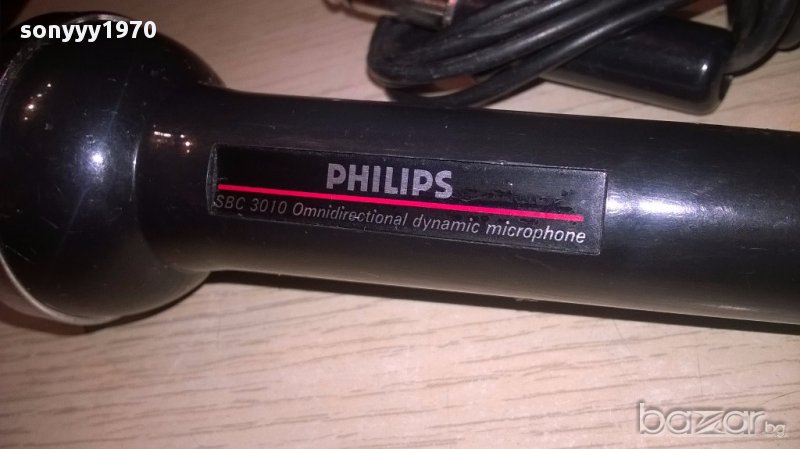 sonyyy1970
PHILIPS
SBC 3010 Omnidirectional dynamic microphone
bazar.bg